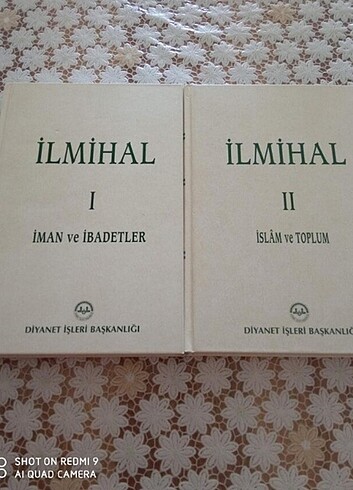 İLMİHAL
I
İMAN ve İBADETLER
DİYANET İŞLERİ BAŞKANLIĞI
İLMİHAL
II
İSLÂM ve TOPLUM
DİYANET İŞLERİ BAŞKANLIĞ
SHOT ON REDMI 9
AI QUAD CAMERA